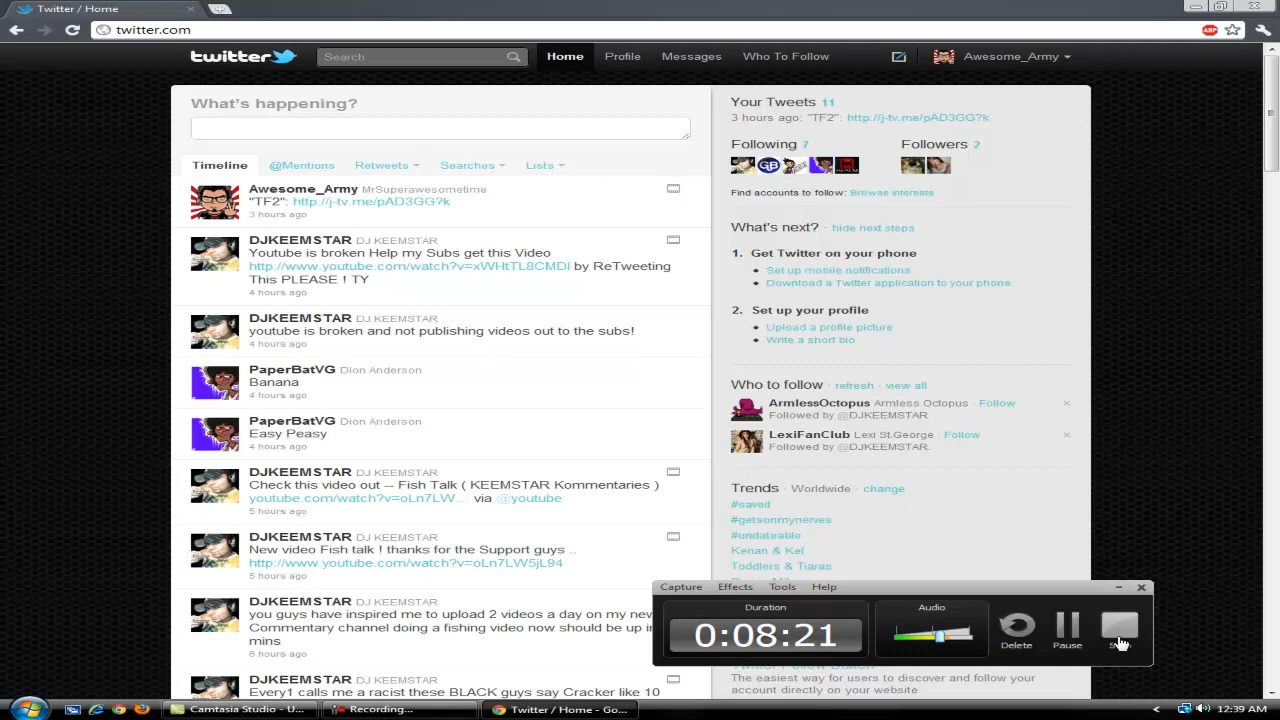 Twitter / Home
twitter.com
ABP
twitter
Search
Home
Profile
Messages
Who To Follow
Awesome_Army
What's happening?
Timeline
@Mentions
Retweets
Searches
Lists
Awesome_Army MrSuperawesometime
"TF2": http://j-tv.me/pAD3GG?k
3 hours ago
DJKEEMSTAR DJ KEEMSTAR
Youtube is broken Help my Subs get this Video
http://www.youtube.com/watch?v=xWHtTL8CMDI by ReTweeting
This PLEASE ! TY
4 hours ago
DJKEEMSTAR DJ KEEMSTAR
youtube is broken and not publishing videos out to the subs!
4 hours ago
PaperBatVG Dion Anderson
Banana
4 hours ago
PaperBatVG Dion Anderson
Easy Peasy
4 hours ago
DJKEEMSTAR DJ KEEMSTAR
Check this video out -- Fish Talk ( KEEMSTAR Kommentaries )
youtube.com/watch?v=oLn7LW... via @youtube
5 hours ago
DJKEEMSTAR DJ KEEMSTAR
New video Fish talk ! thanks for the Support guys ..
http://www.youtube.com/watch?v=oLn7LW5jL94
5 hours ago
DJKEEMSTAR DJ KEEMSTAR
you guys have inspired me to upload 2 videos a day on my new
Commentary channel doing a fishing video now should be up in
mins
6 hours ago
DJKEEMSTAR DJ KEEMSTAR
Every1 calls me a racist these BLACK guys say Cracker like 10
Your Tweets 11
3 hours ago: "TF2": http://j-tv.me/pAD3GG?k
Following 7
Followers 2
GB
Find accounts to follow: Browse interests
What's next? · hide next steps
1. Get Twitter on your phone
Set up mobile notifications
Download a Twitter application to your phone
2. Set up your profile
Upload a profile picture
Write a short bio
Who to follow · refresh · view all
ArmlessOctopus Armless Octopus · Follow
Followed by @DJKEEMSTAR.
LexiFanClub Lexi St.George · Follow
Followed by @DJKEEMSTAR.
Trends · Worldwide · change
#saveit
#getsonmynerves
#undateable
Kenan & Kel
Toddlers & Tiaras
Capture
Effects
Tools
Help
Duration
0:08:21
Audio
Delete
Pause
Twitter Follow Button
The easiest way for users to discover and follow your
account directly on your website
Camtasia Studio - U...
Recording...
Twitter / Home - Go...
12:39 AM